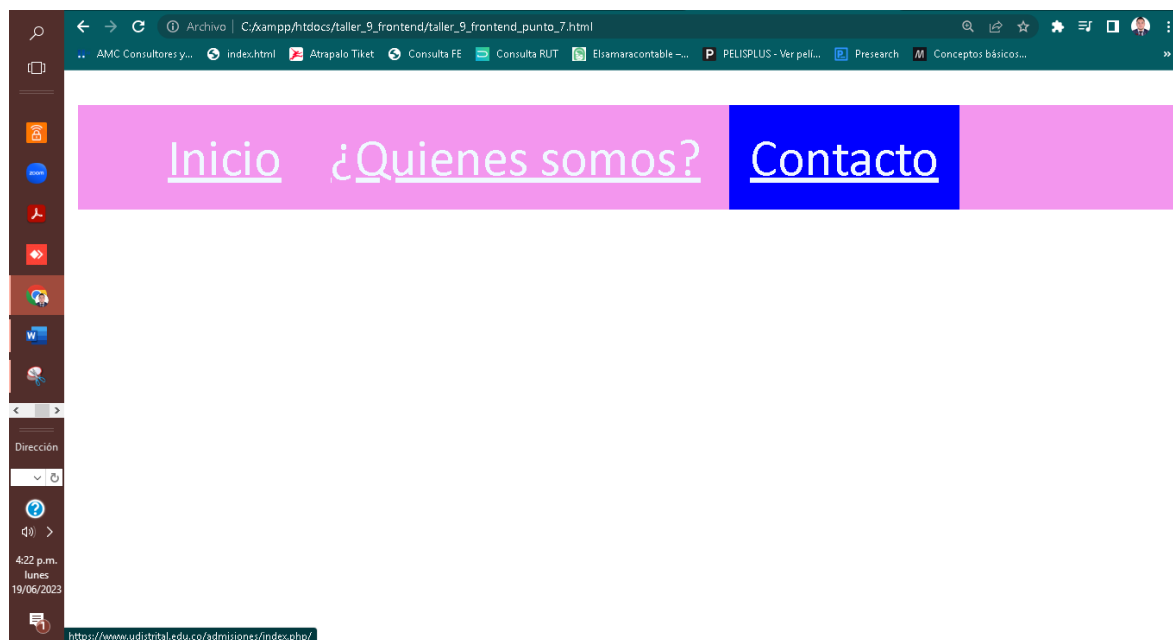 Archivo | C:/xampp/htdocs/taller_9_frontend/taller_9_frontend_punto_7.html
AMC Consultores y... index.html Atrapalo Tiket Consulta FE Consulta RUT Elsamaracontable –... PELISPLUS - Ver pelí... Presearch Conceptos básicos... »
Inicio ¿Quienes somos? Contacto
zoom
W
Dirección
4:22 p.m.
lunes
19/06/2023
1
https://www.udistrital.edu.co/admisiones/index.php/